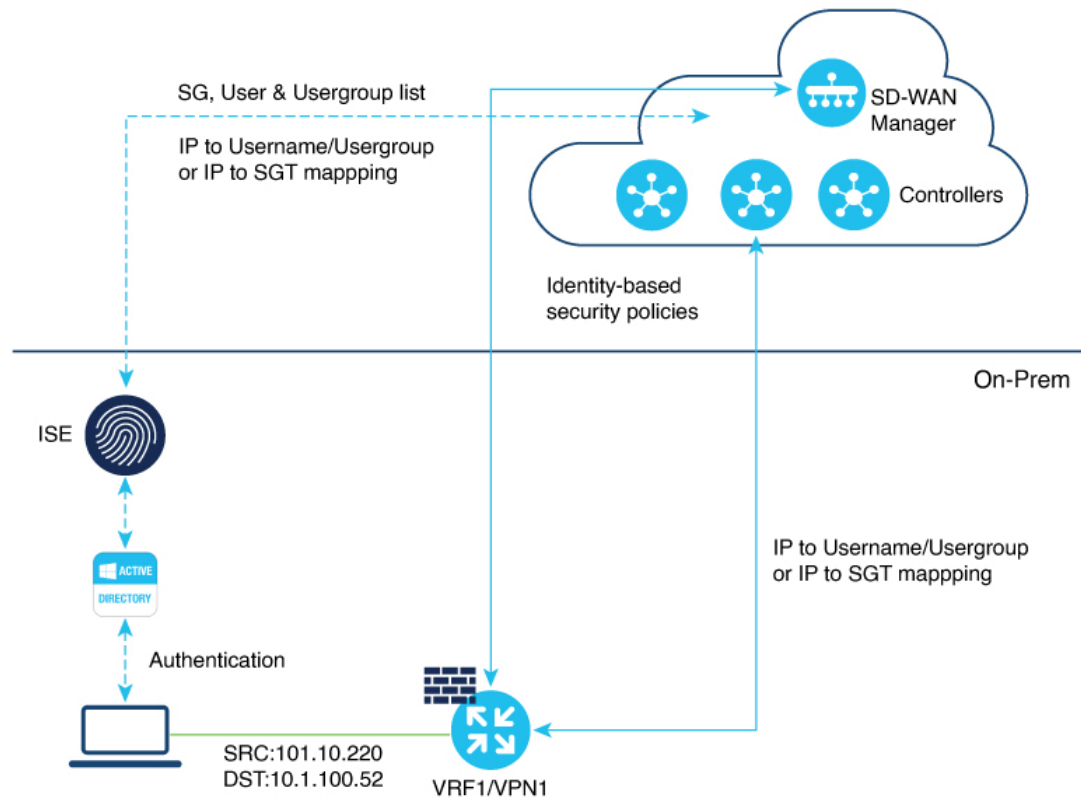 SG, User & Usergroup list
IP to Username/Usergroup
or IP to SGT mappping
SD-WAN
Manager
Controllers
Identity-based
security policies
On-Prem
ISE
ACTIVE
DIRECTORY
IP to Username/Usergroup
or IP to SGT mappping
Authentication
SRC:101.10.220
DST:10.1.100.52
VRF1/VPN1